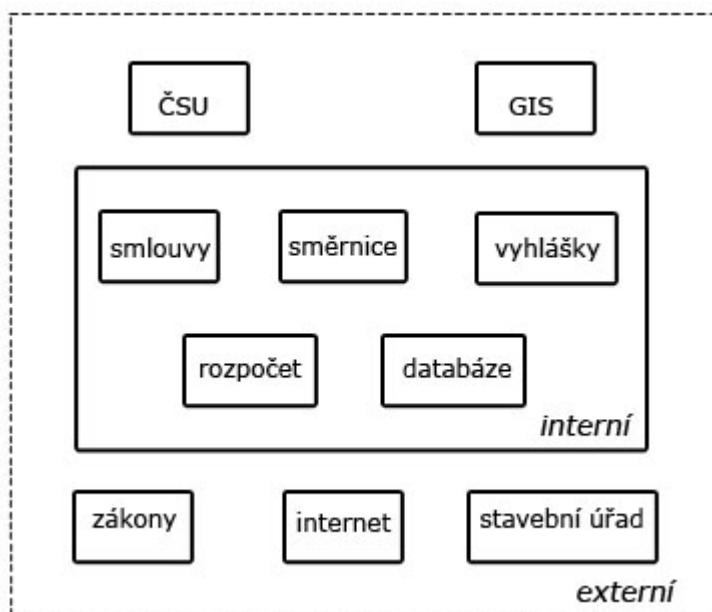 ČSU
GIS
smlouvy
směrnice
vyhlášky
rozpočet
databáze
interní
zákony
internet
stavební úřad
externí